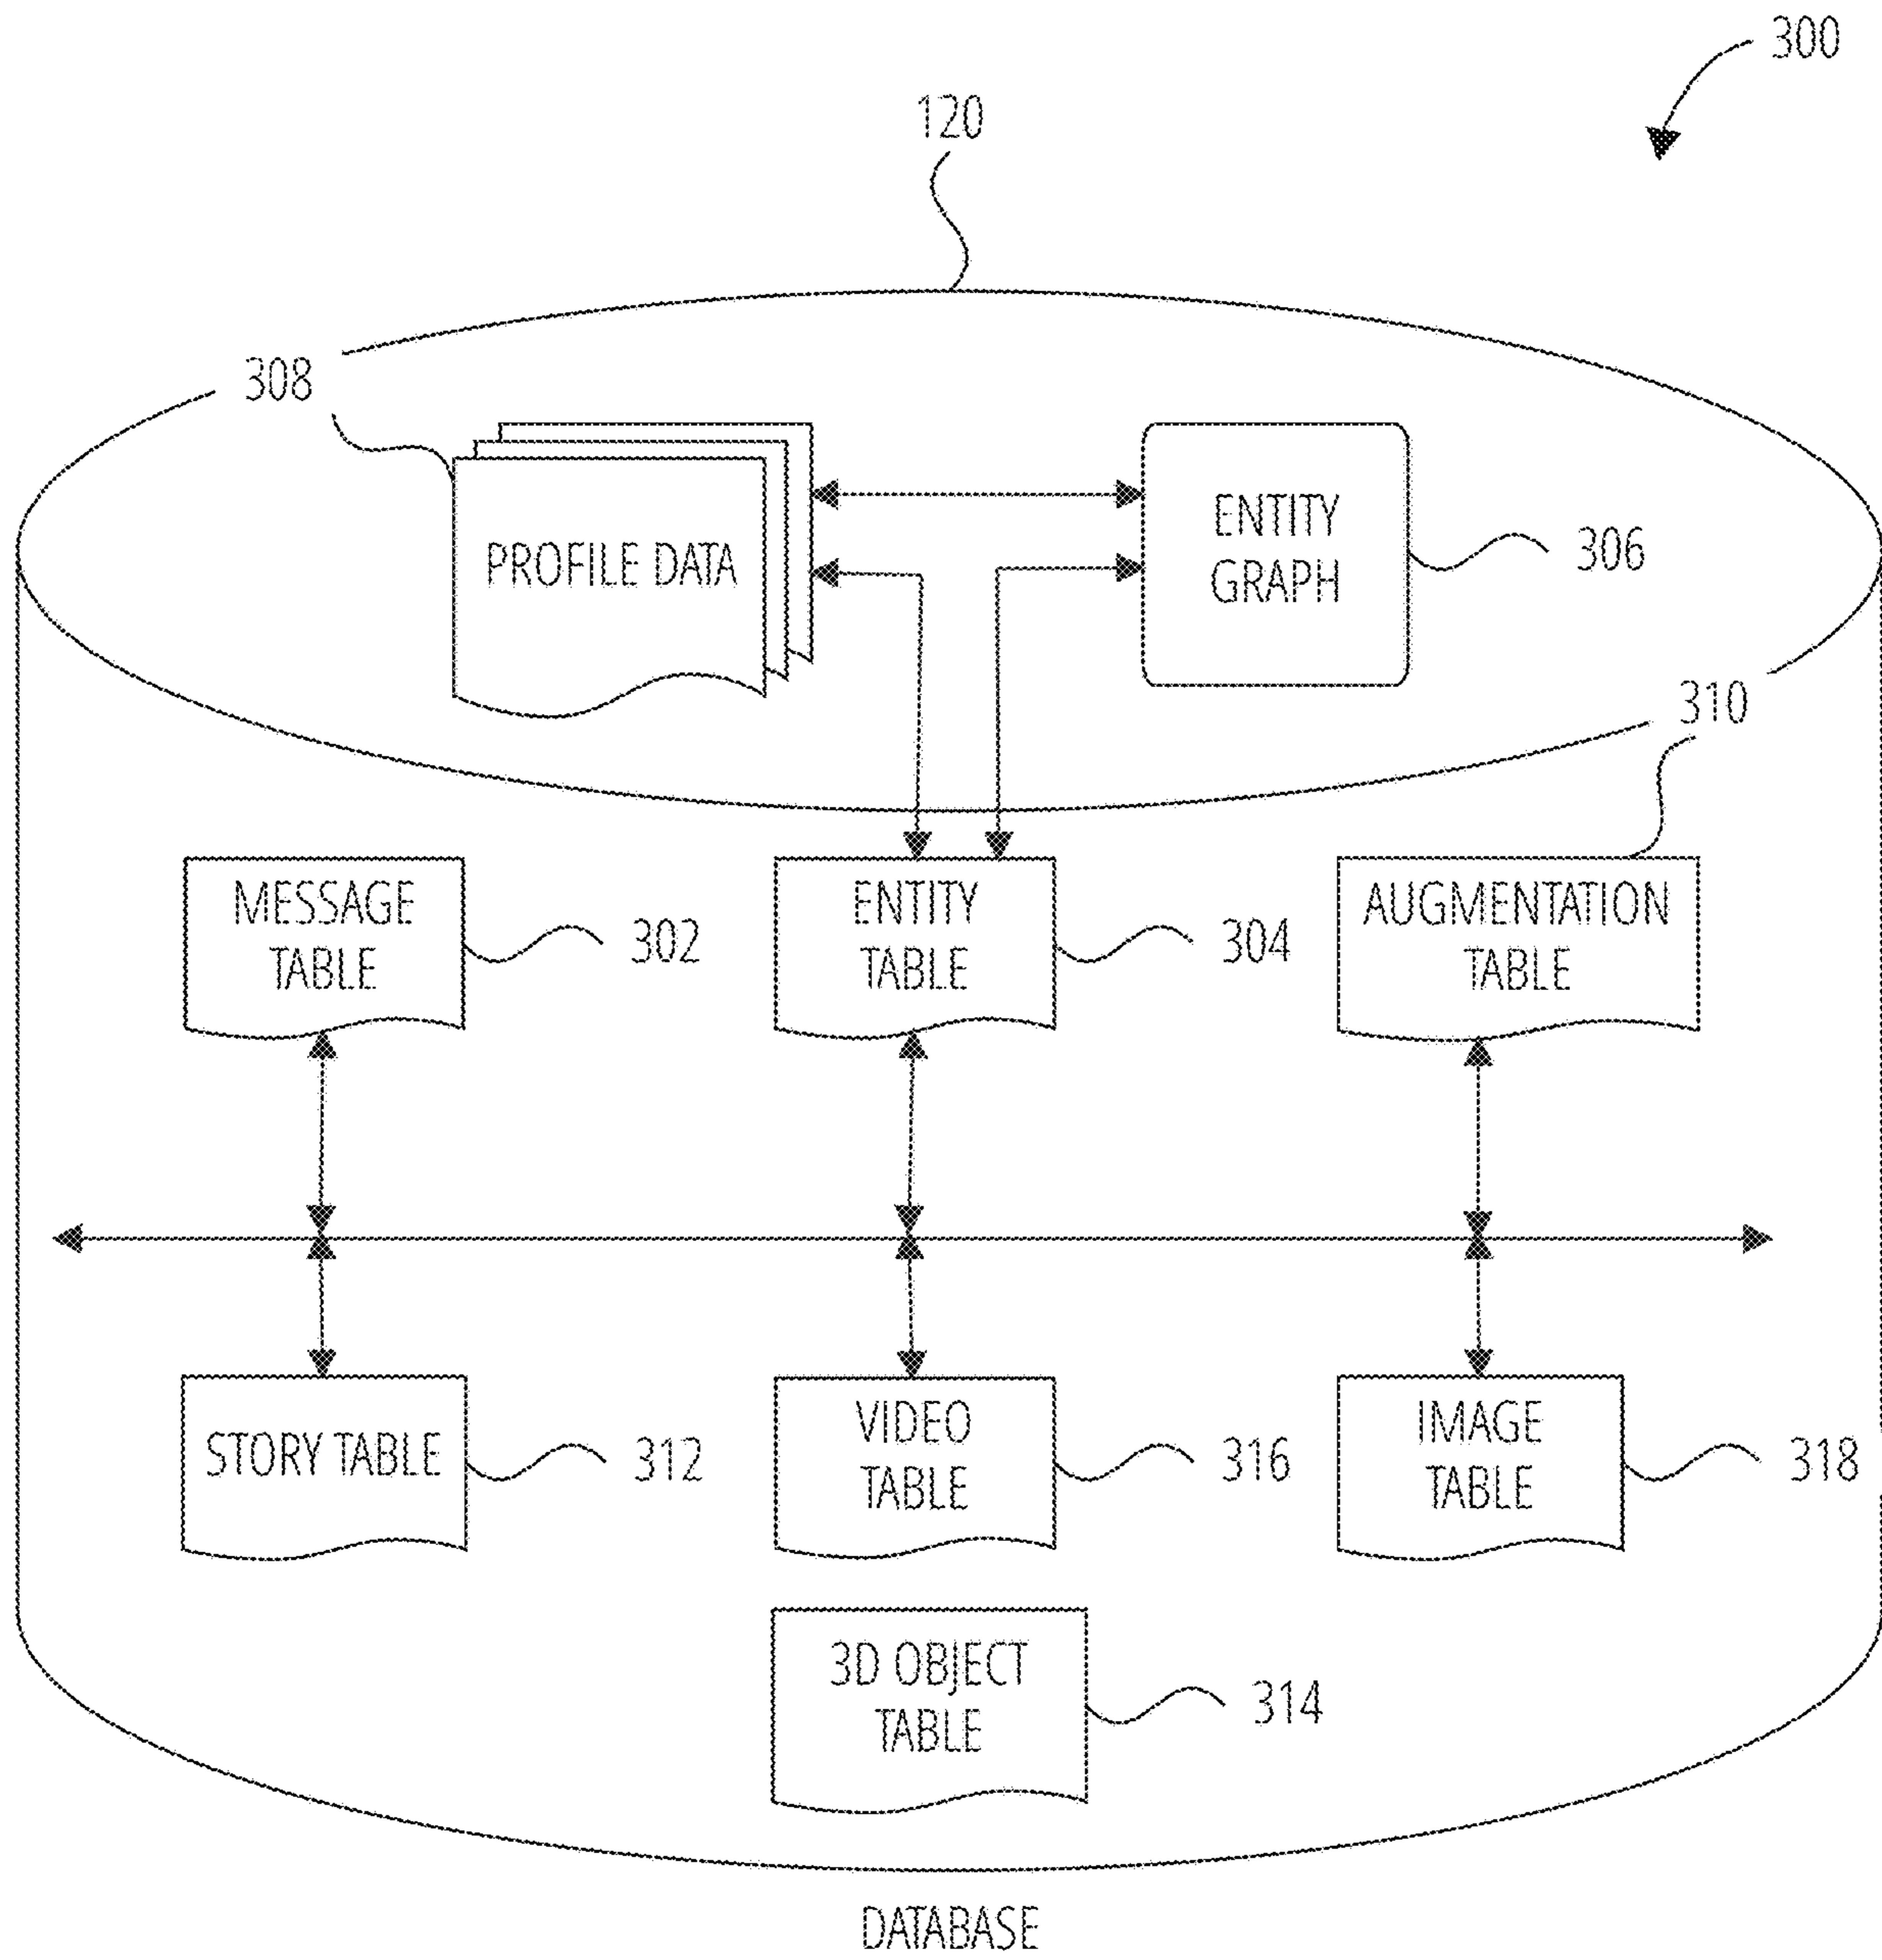 300
120
308
PROFILE DATA
ENTITY
GRAPH
306
310
MESSAGE
TABLE
302
ENTITY
TABLE
304
AUGMENTATION
TABLE
STORY TABLE
312
VIDEO
TABLE
316
IMAGE
TABLE
318
3D OBJECT
TABLE
314
DATABASE